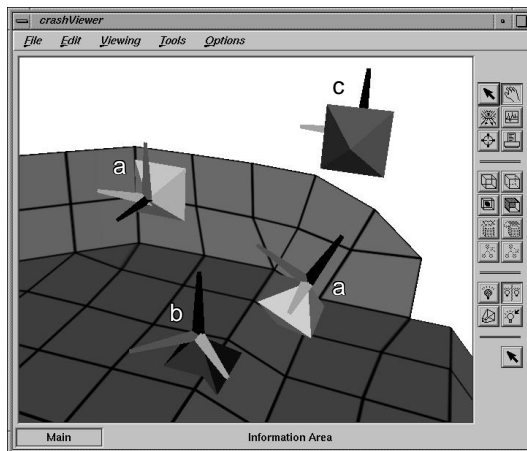 crashViewer
File Edit Viewing Tools Options
c
a
a
b
Main Information Area